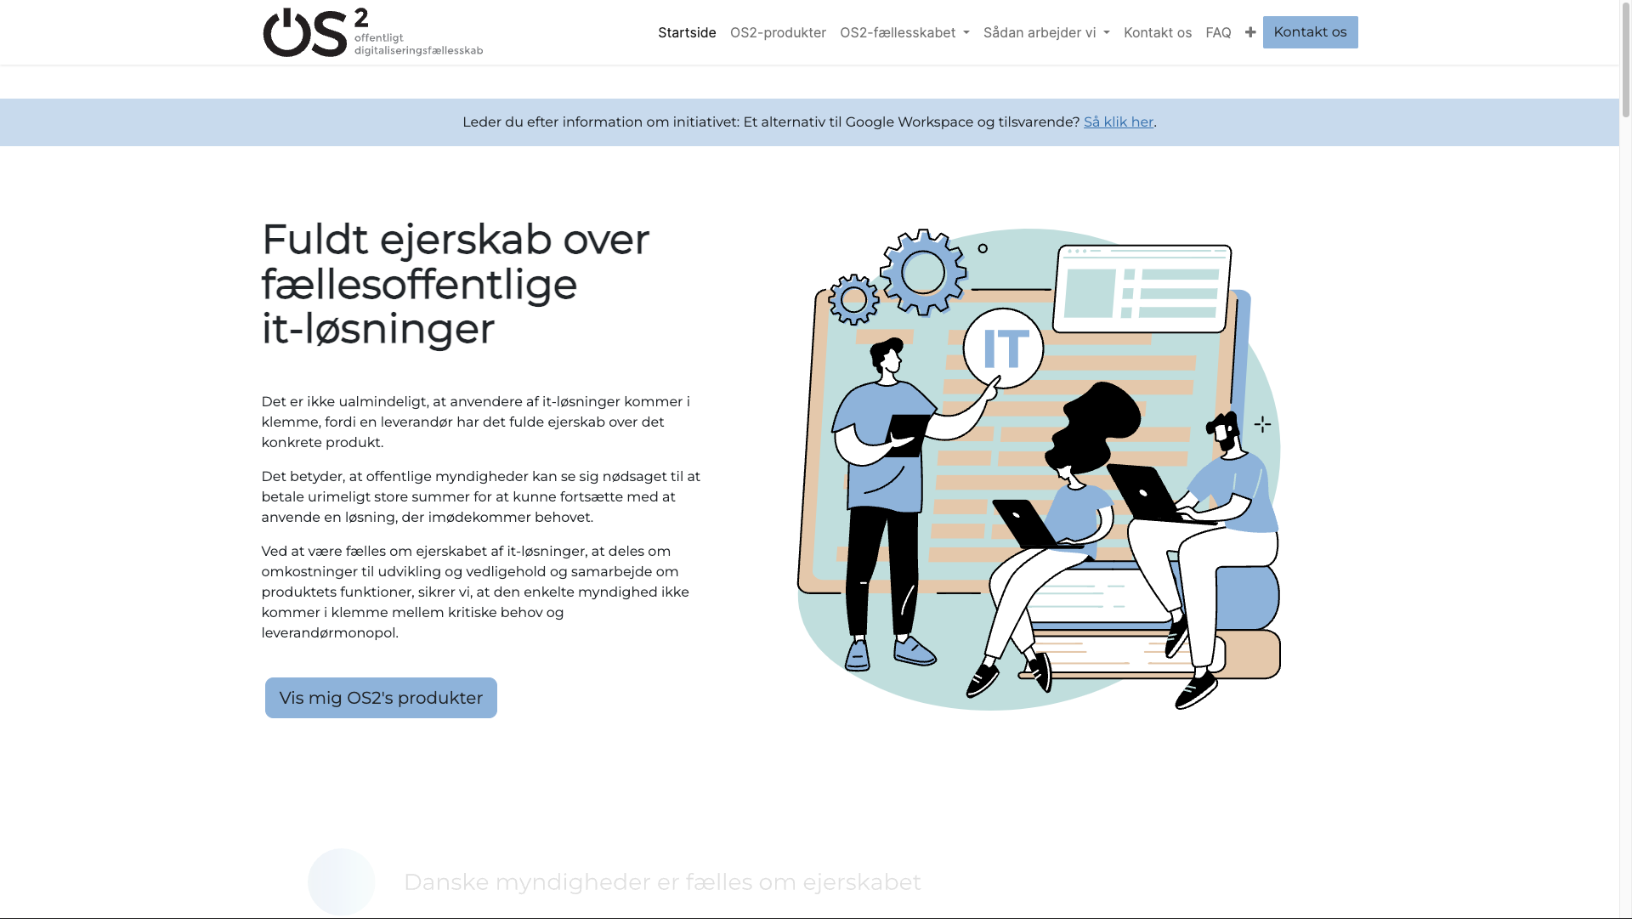 OS2
offentligt
digitaliseringsfællesskab
Startside OS2-produkter OS2-fællesskabet Sådan arbejder vi Kontakt os FAQ + Kontakt os
Leder du efter information om initiativet: Et alternativ til Google Workspace og tilsvarende? Så klik her.
Fuldt ejerskab over
fællesoffentlige
it-løsninger
Det er ikke ualmindeligt, at anvendere af it-løsninger kommer i
klemme, fordi en leverandør har det fulde ejerskab over det
konkrete produkt.
Det betyder, at offentlige myndigheder kan se sig nødsaget til at
betale urimeligt store summer for at kunne fortsætte med at
anvende en løsning, der imødekommer behovet.
Ved at være fælles om ejerskabet af it-løsninger, at deles om
omkostninger til udvikling og vedligehold og samarbejde om
produktets funktioner, sikrer vi, at den enkelte myndighed ikke
kommer i klemme mellem kritiske behov og
leverandørmonopol.
Vis mig OS2's produkter
IT
Danske myndigheder er fælles om ejerskabet